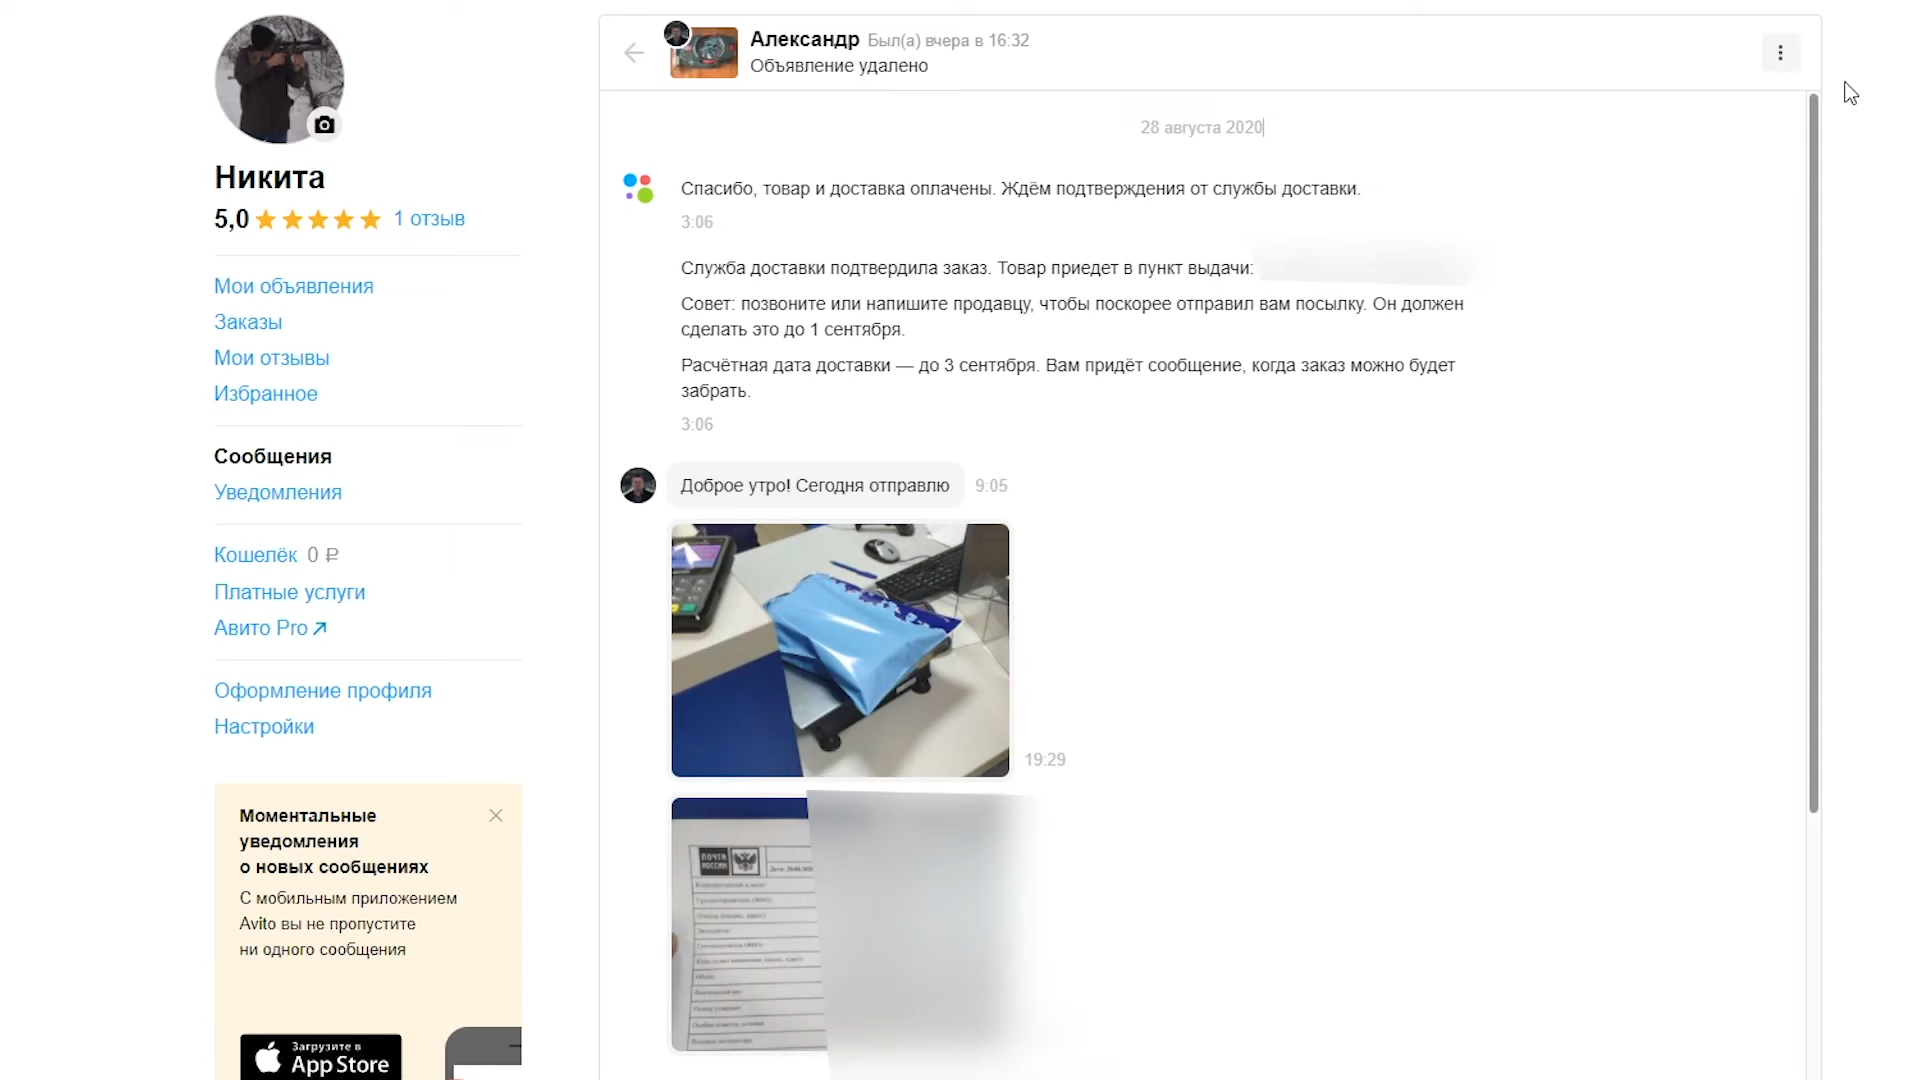 Никита
5,0
1 отзыв
Мои объявления
Заказы
Мои отзывы
Избранное
Сообщения
Уведомления
Кошелёк 0 ₽
Платные услуги
Авито Pro
Оформление профиля
Настройки
Моментальные
уведомления
о новых сообщениях
С мобильным приложением
Avito вы не пропустите
ни одного сообщения
Загрузите в
App Store
Александр Был(а) вчера в 16:32
Объявление удалено
28 августа 2020
Спасибо, товар и доставка оплачены. Ждём подтверждения от службы доставки.
3:06
Служба доставки подтвердила заказ. Товар приедет в пункт выдачи:
Совет: позвоните или напишите продавцу, чтобы поскорее отправил вам посылку. Он должен
сделать это до 1 сентября.
Расчётная дата доставки — до 3 сентября. Вам придёт сообщение, когда заказ можно будет
забрать.
3:06
Доброе утро! Сегодня отправлю 9:05
19:29
ПОЧТА
РОССИИ